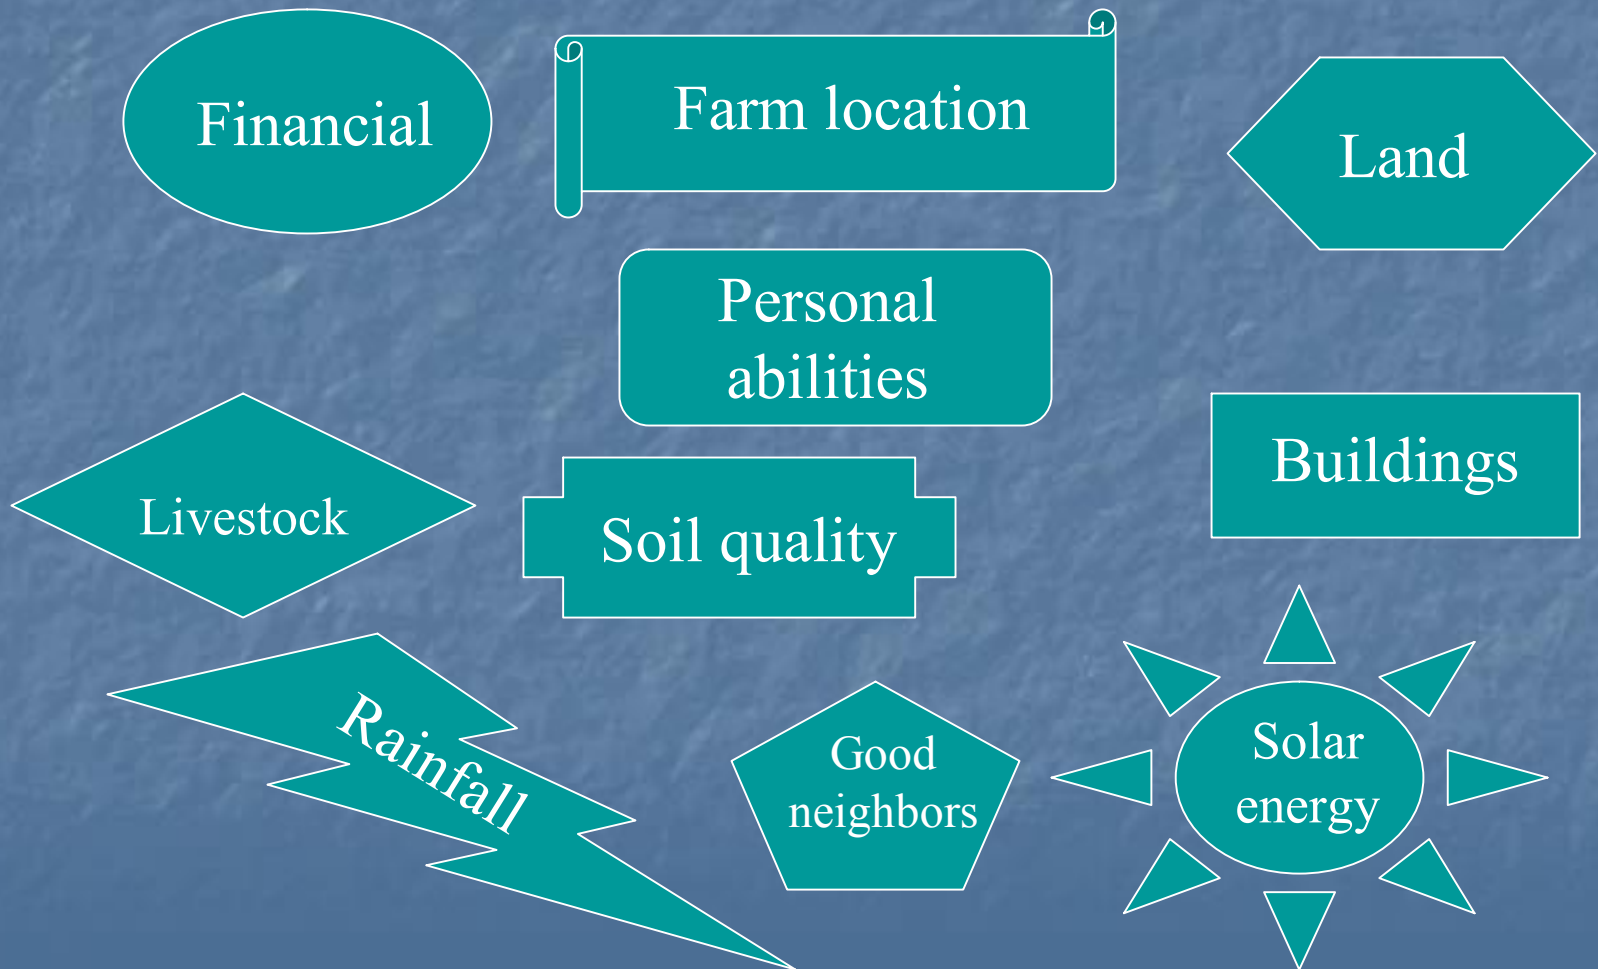 Financial
Farm location
Land
Personal
abilities
Buildings
Livestock
Soil quality
Rainfall
Good
neighbors
Solar
energy